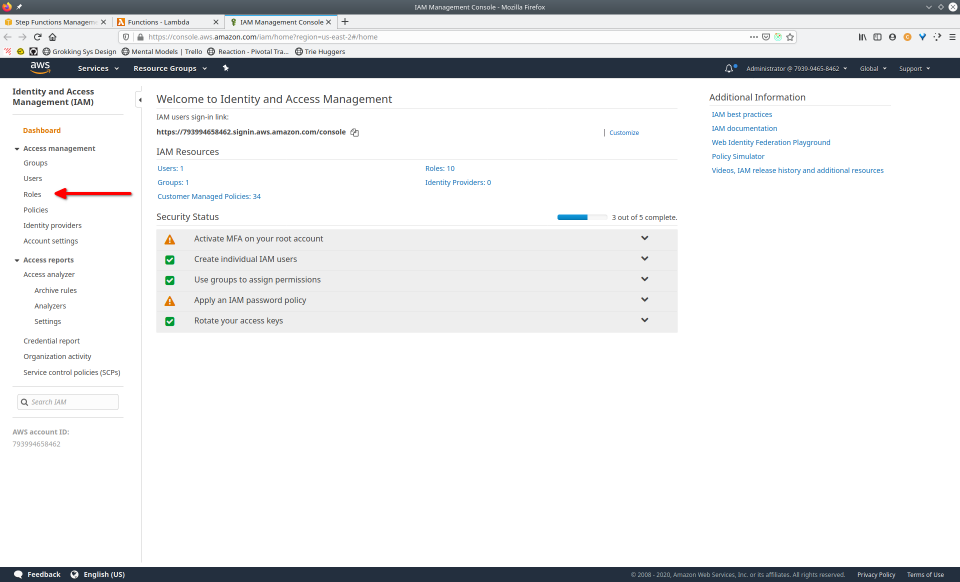 IAM Management Console - Mozilla Firefox
Step Functions Manageme
Functions - Lambda
IAM Management Console
https://console.aws.amazon.com/iam/home?region=us-east-2#/home
Grokking Sys Design
Mental Models | Trello
Reaction - Pivotal Tra...
Trie Huggers
aws
Services
Resource Groups
Administrator @ 7939-9465-8462
Global
Support
Identity and Access
Management (IAM)
Dashboard
Access management
Groups
Users
Roles
Policies
Identity providers
Account settings
Access reports
Access analyzer
Archive rules
Analyzers
Settings
Credential report
Organization activity
Service control policies (SCPs)
Search IAM
AWS account ID:
793994658462
Welcome to Identity and Access Management
IAM users sign-in link:
https://793994658462.signin.aws.amazon.com/console
Customize
IAM Resources
Users: 1
Roles: 10
Groups: 1
Identity Providers: 0
Customer Managed Policies: 34
Security Status
3 out of 5 complete.
Activate MFA on your root account
Create individual IAM users
Use groups to assign permissions
Apply an IAM password policy
Rotate your access keys
Additional Information
IAM best practices
IAM documentation
Web Identity Federation Playground
Policy Simulator
Videos, IAM release history and additional resources
Feedback
English (US)
© 2008 - 2020, Amazon Web Services, Inc. or its affiliates. All rights reserved.
Privacy Policy
Terms of Use